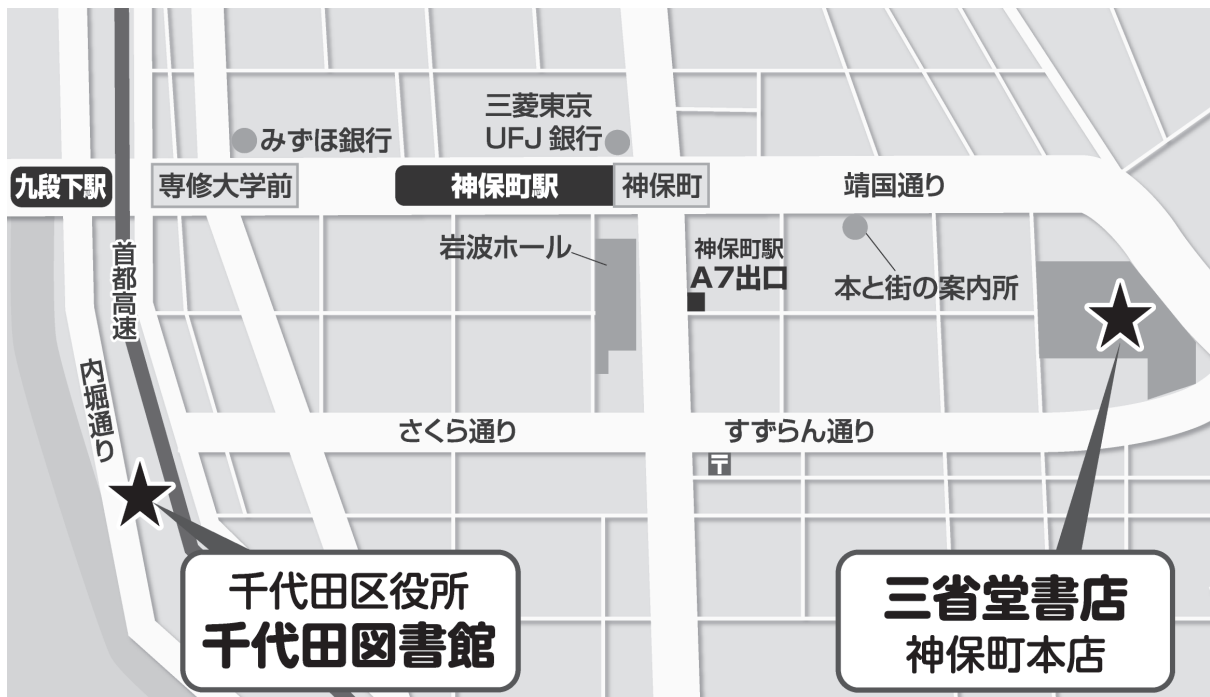 三菱東京
UFJ 銀行
みずほ銀行
九段下駅
専修大学前
神保町駅
神保町
靖国通り
首都高速
岩波ホール
神保町駅
A7出口
本と街の案内所
内堀通り
さくら通り
すずらん通り
〒
千代田区役所
千代田図書館
三省堂書店
神保町本店